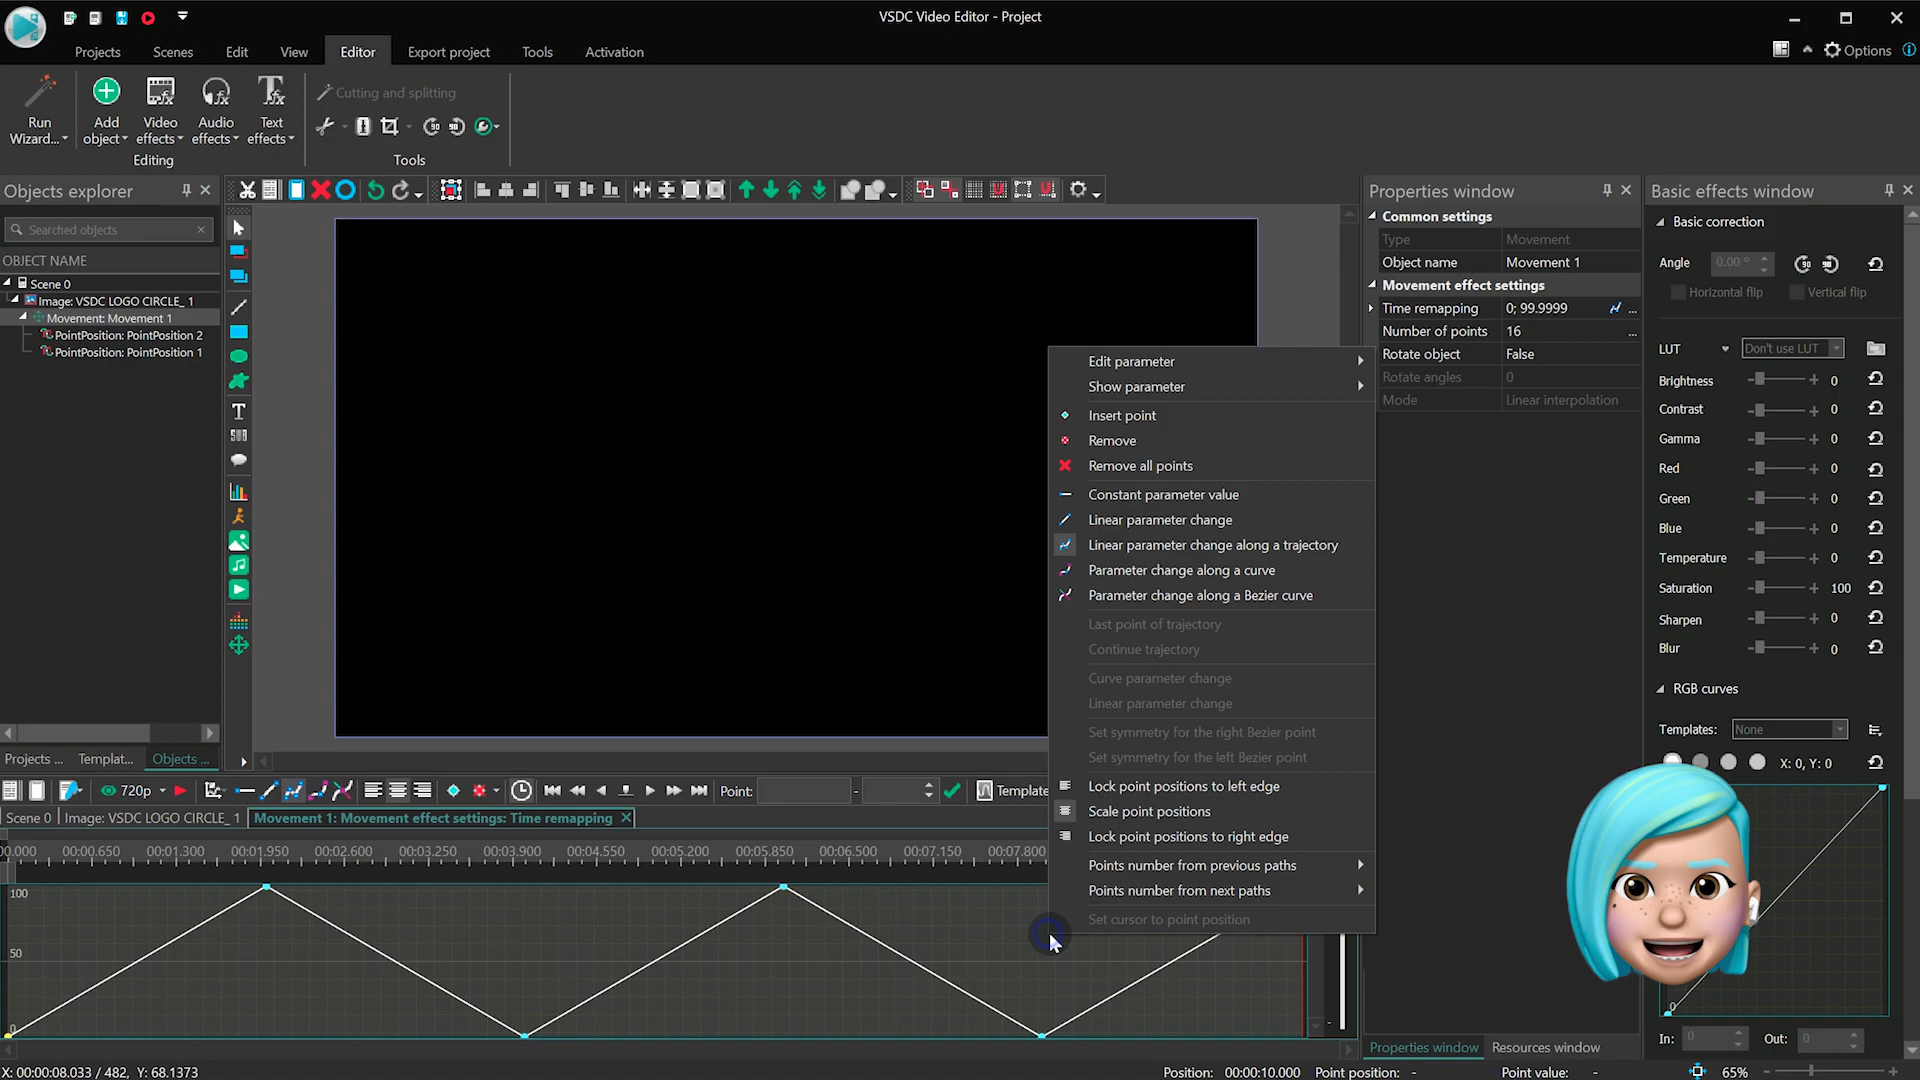 VSDC Video Editor - Project
Projects
Scenes
Edit
View
Editor
Export project
Tools
Activation
Options
Run
Wizard...
Add
object
Video
effects
Audio
effects
Text
effects
Cutting and splitting
Editing
Tools
Objects explorer
Searched objects
OBJECT NAME
Scene 0
Image: VSDC LOGO CIRCLE_ 1
Movement: Movement 1
PointPosition: PointPosition 2
PointPosition: PointPosition 1
Projects ...
Templat...
Objects ...
Properties window
Common settings
Type Movement
Object name Movement 1
Movement effect settings
Time remapping 0; 99.9999 ...
Number of points 16 ...
Rotate object False
Rotate angles 0
Mode Linear interpolation
Basic effects window
Basic correction
Angle 0.00 °
Horizontal flip
Vertical flip
LUT Don't use LUT
Brightness 0
Contrast 0
Gamma 0
Red 0
Green 0
Blue 0
Temperature 0
Saturation 100
Sharpen 0
Blur 0
RGB curves
Templates: None
X: 0, Y: 0
0
In: 0
Out: 0
Edit parameter
Show parameter
Insert point
Remove
Remove all points
Constant parameter value
Linear parameter change
Linear parameter change along a trajectory
Parameter change along a curve
Parameter change along a Bezier curve
Last point of trajectory
Continue trajectory
Curve parameter change
Linear parameter change
Set symmetry for the right Bezier point
Set symmetry for the left Bezier point
Lock point positions to left edge
Scale point positions
Lock point positions to right edge
Points number from previous paths
Points number from next paths
Set cursor to point position
720p
Point:
-
Template
Scene 0
Image: VSDC LOGO CIRCLE_ 1
Movement 1: Movement effect settings: Time remapping
0.000 00:00.650 00:01.300 00:01.950 00:02.600 00:03.250 00:03.900 00:04.550 00:05.200 00:05.850 00:06.500 00:07.150 00:07.800
100
50
0
Properties window
Resources window
X: 00:00:08.033 / 482, Y: 68.1373
Position: 00:00:10.000
Point position: -
Point value: -
65%